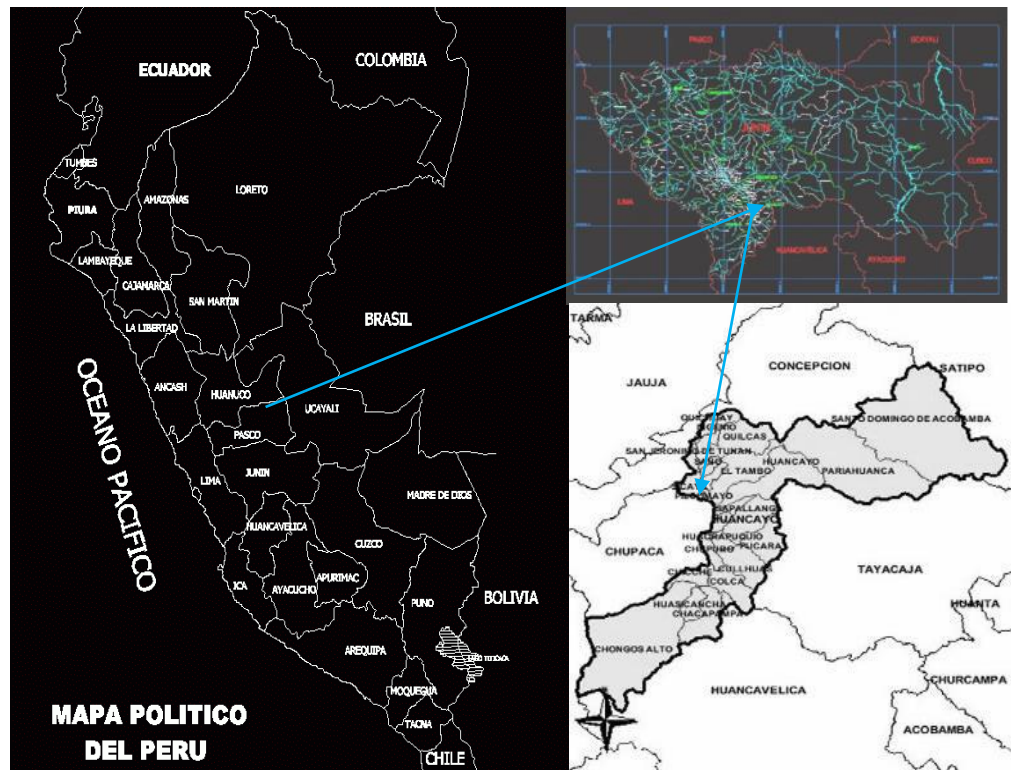 ECUADOR
COLOMBIA
TUMBES
PIURA
AMAZONAS
LORETO
LAMBAYEQUE
CAJAMARCA
SAN MARTIN
LA LIBERTAD
BRASIL
ANCASH
HUANUCO
UCAYALI
PASCO
OCEANO PACIFICO
LIMA
JUNIN
MADRE DE DIOS
HUANCAVELICA
CUZCO
ICA
AYACUCHO
APURIMAC
PUNO
BOLIVIA
AREQUIPA
MOQUEGUA
TACNA
CHILE
MAPA POLITICO
DEL PERU
PASCO
UCAYALI
JUNIN
CUSCO
LIMA
HUANCAVELICA
AYACUCHO
TARMA
CONCEPCION
SATIPO
JAUJA
SANTO DOMINGO DE ACOBAMBA
QUILCAS
SAN JERONIMO DE TUNAN
HUANCAYO
EL TAMBO
PARIAHUANCA
SAPALLANGA
HUANCAYO
HUACRAPUQUIO
PUCARA
CHUPACA
CULLHUAS
TAYACAJA
COLCA
HUASICANCHA
CHACAPAMPA
HUANTA
CHONGOS ALTO
HUANCAVELICA
CHURCAMPA
ACOBAMBA